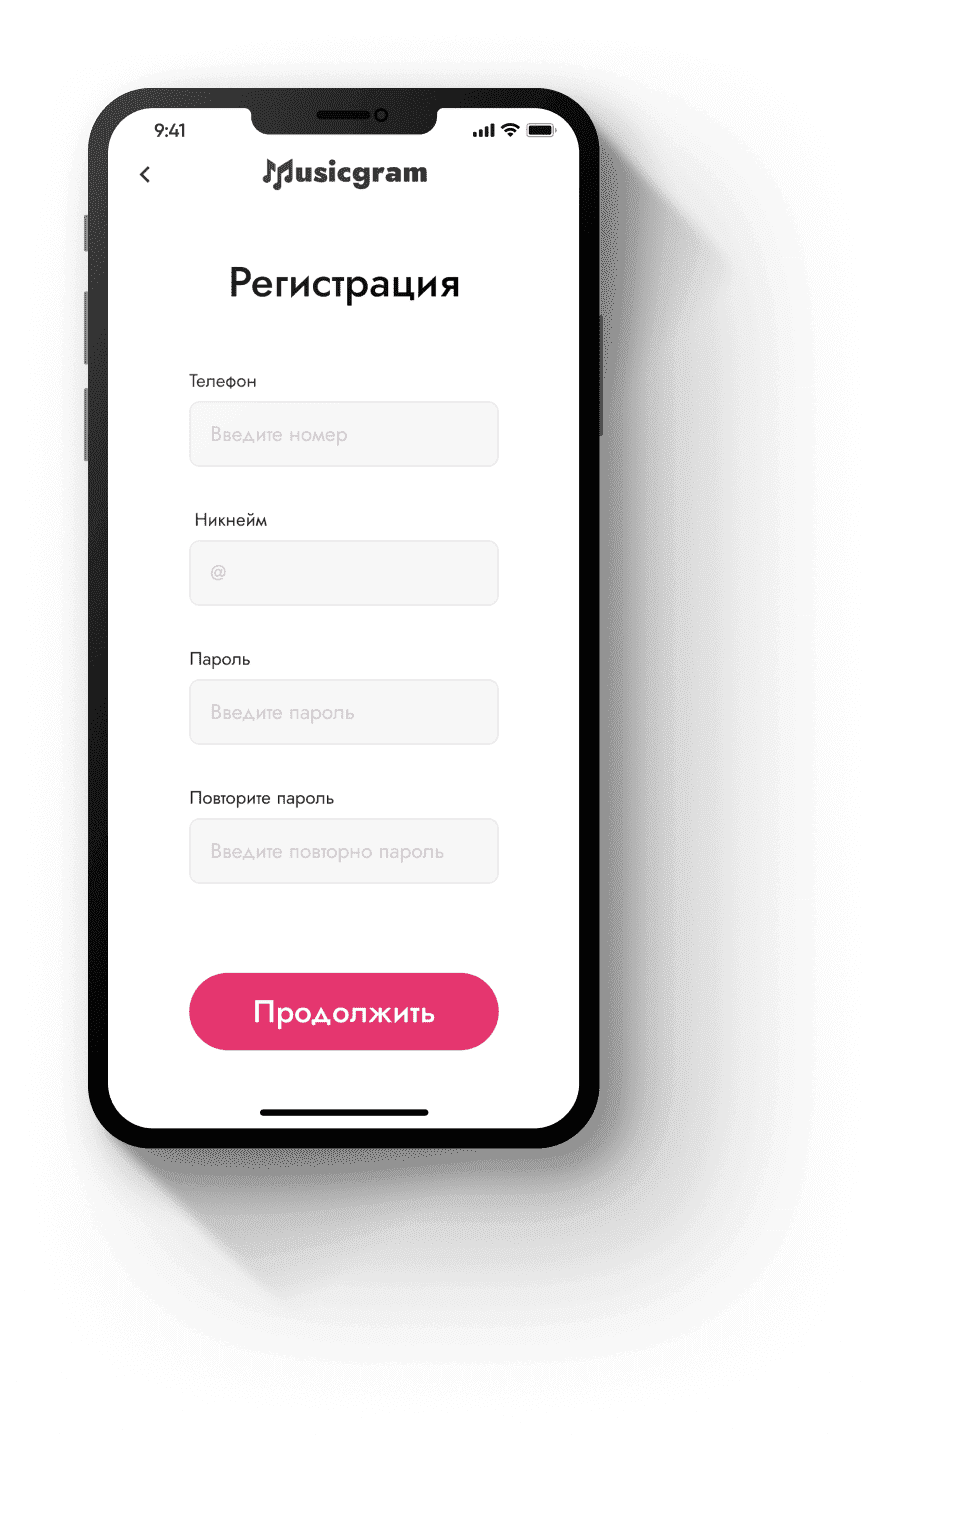 9:41
Musicgram
Регистрация
Телефон
Введите номер
Никнейм
@
Пароль
Введите пароль
Повторите пароль
Введите повторно пароль
Продолжить